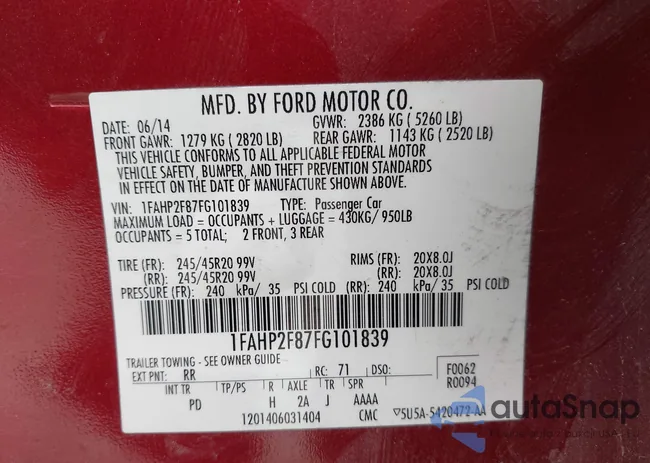 MFD. BY FORD MOTOR CO.
DATE: 06/14 GVWR: 2386 KG ( 5260 LB)
FRONT GAWR: 1279 KG ( 2820 LB) REAR GAWR: 1143 KG ( 2520 LB)
THIS VEHICLE CONFORMS TO ALL APPLICABLE FEDERAL MOTOR
VEHICLE SAFETY, BUMPER, AND THEFT PREVENTION STANDARDS
IN EFFECT ON THE DATE OF MANUFACTURE SHOWN ABOVE.
VIN: 1FAHP2F87FG101839 TYPE: Passenger Car
MAXIMUM LOAD = OCCUPANTS + LUGGAGE = 430KG/ 950LB
OCCUPANTS = 5 TOTAL; 2 FRONT, 3 REAR
TIRE (FR): 245/45R20 99V RIMS (FR): 20X8.0J
(RR): 245/45R20 99V (RR): 20X8.0J
PRESSURE (FR): 240 kPa/ 35 PSI COLD (RR): 240 kPa/ 35 PSI COLD
1FAHP2F87FG101839
TRAILER TOWING - SEE OWNER GUIDE
EXT PNT: RR RC: 71 DSO: F0062
INT TR TP/PS R AXLE TR SPR R0094
PD H 2A J AAAA
1201406031404 CMC 5U5A-5420472-AA
autoSnap